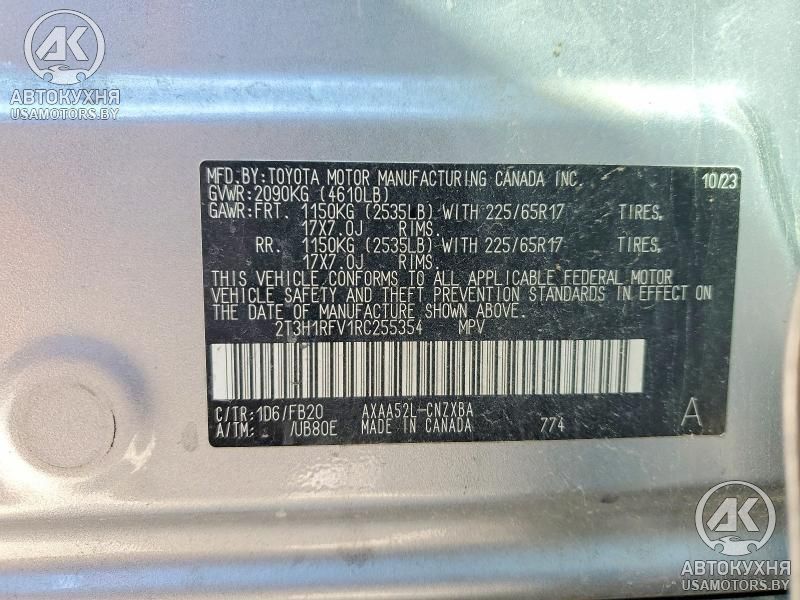 AK
АВТОКУХНЯ
USAMOTORS.BY
MFD.BY:TOYOTA MOTOR MANUFACTURING CANADA INC. 10/23
GVWR:2090KG (4610LB)
GAWR:FRT. 1150KG (2535LB) WITH 225/65R17 TIRES,
17X7.0J RIMS.
RR. 1150KG (2535LB) WITH 225/65R17 TIRES,
17X7.0J RIMS.
THIS VEHICLE CONFORMS TO ALL APPLICABLE FEDERAL MOTOR
VEHICLE SAFETY AND THEFT PREVENTION STANDARDS IN EFFECT
ON THE DATE OF MANUFACTURE SHOWN ABOVE.
2T3H1RFV1RC255354 MPV
C/TR:1D6/FB20 AXAA52L-CNZXBA A
A/TM: /UB80E MADE IN CANADA 774
AK
АВТОКУХНЯ
USAMOTORS.BY